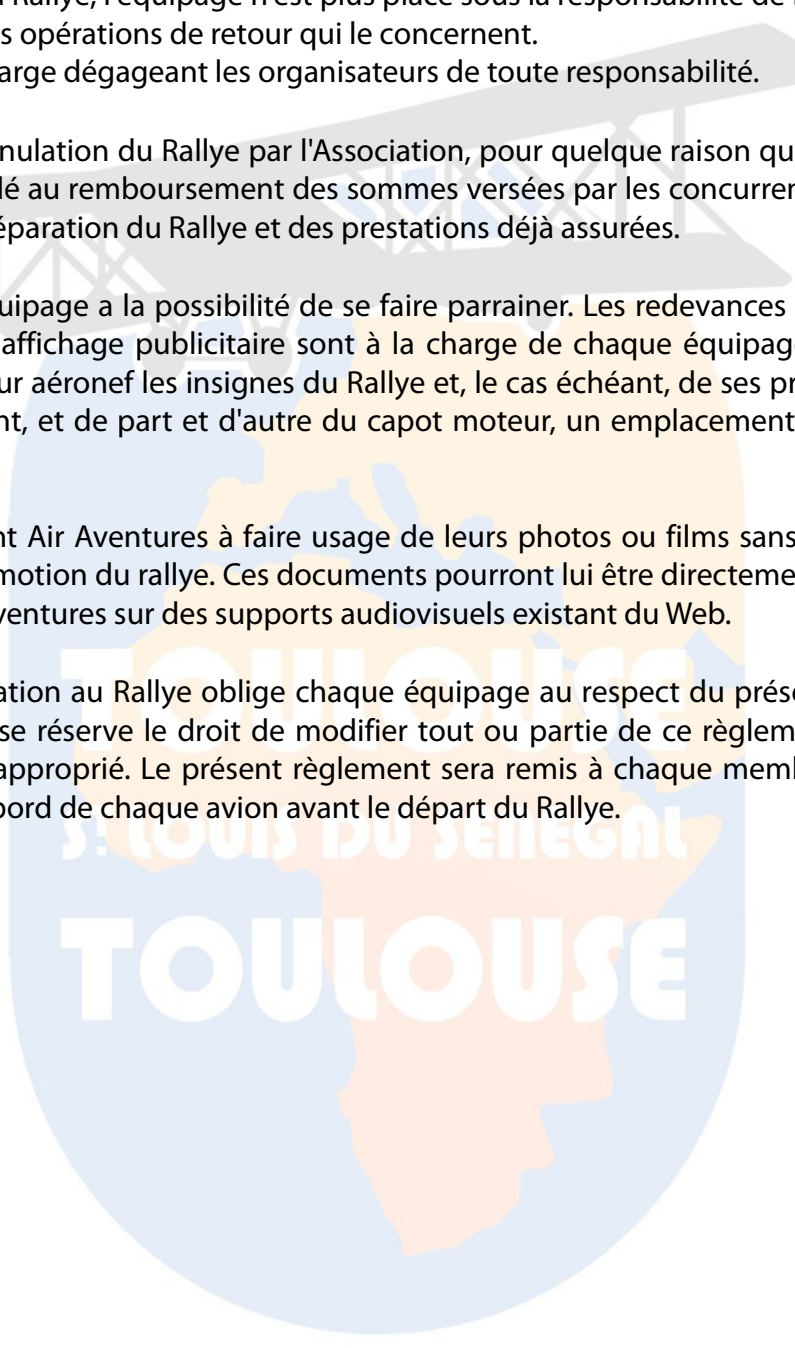 Rallye, l'équipage n'est plus placé sous la responsabilité de
s opérations de retour qui le concernent.
arge dégageant les organisateurs de toute responsabilité.
nulation du Rallye par l'Association, pour quelque raison qu
lé au remboursement des sommes versées par les concurren
éparation du Rallye et des prestations déjà assurées.
uipage a la possibilité de se faire parrainer. Les redevances
affichage publicitaire sont à la charge de chaque équipage
ur aéronef les insignes du Rallye et, le cas échéant, de ses pr
nt, et de part et d'autre du capot moteur, un emplacement
nt Air Aventures à faire usage de leurs photos ou films sans
motion du rallye. Ces documents pourront lui être directeme
ventures sur des supports audiovisuels existant du Web.
ation au Rallye oblige chaque équipage au respect du prése
se réserve le droit de modifier tout ou partie de ce règlem
approprié. Le présent règlement sera remis à chaque memb
bord de chaque avion avant le départ du Rallye.
TOULOUSE
ST LOUIS DU SENEGAL
TOULOUSE